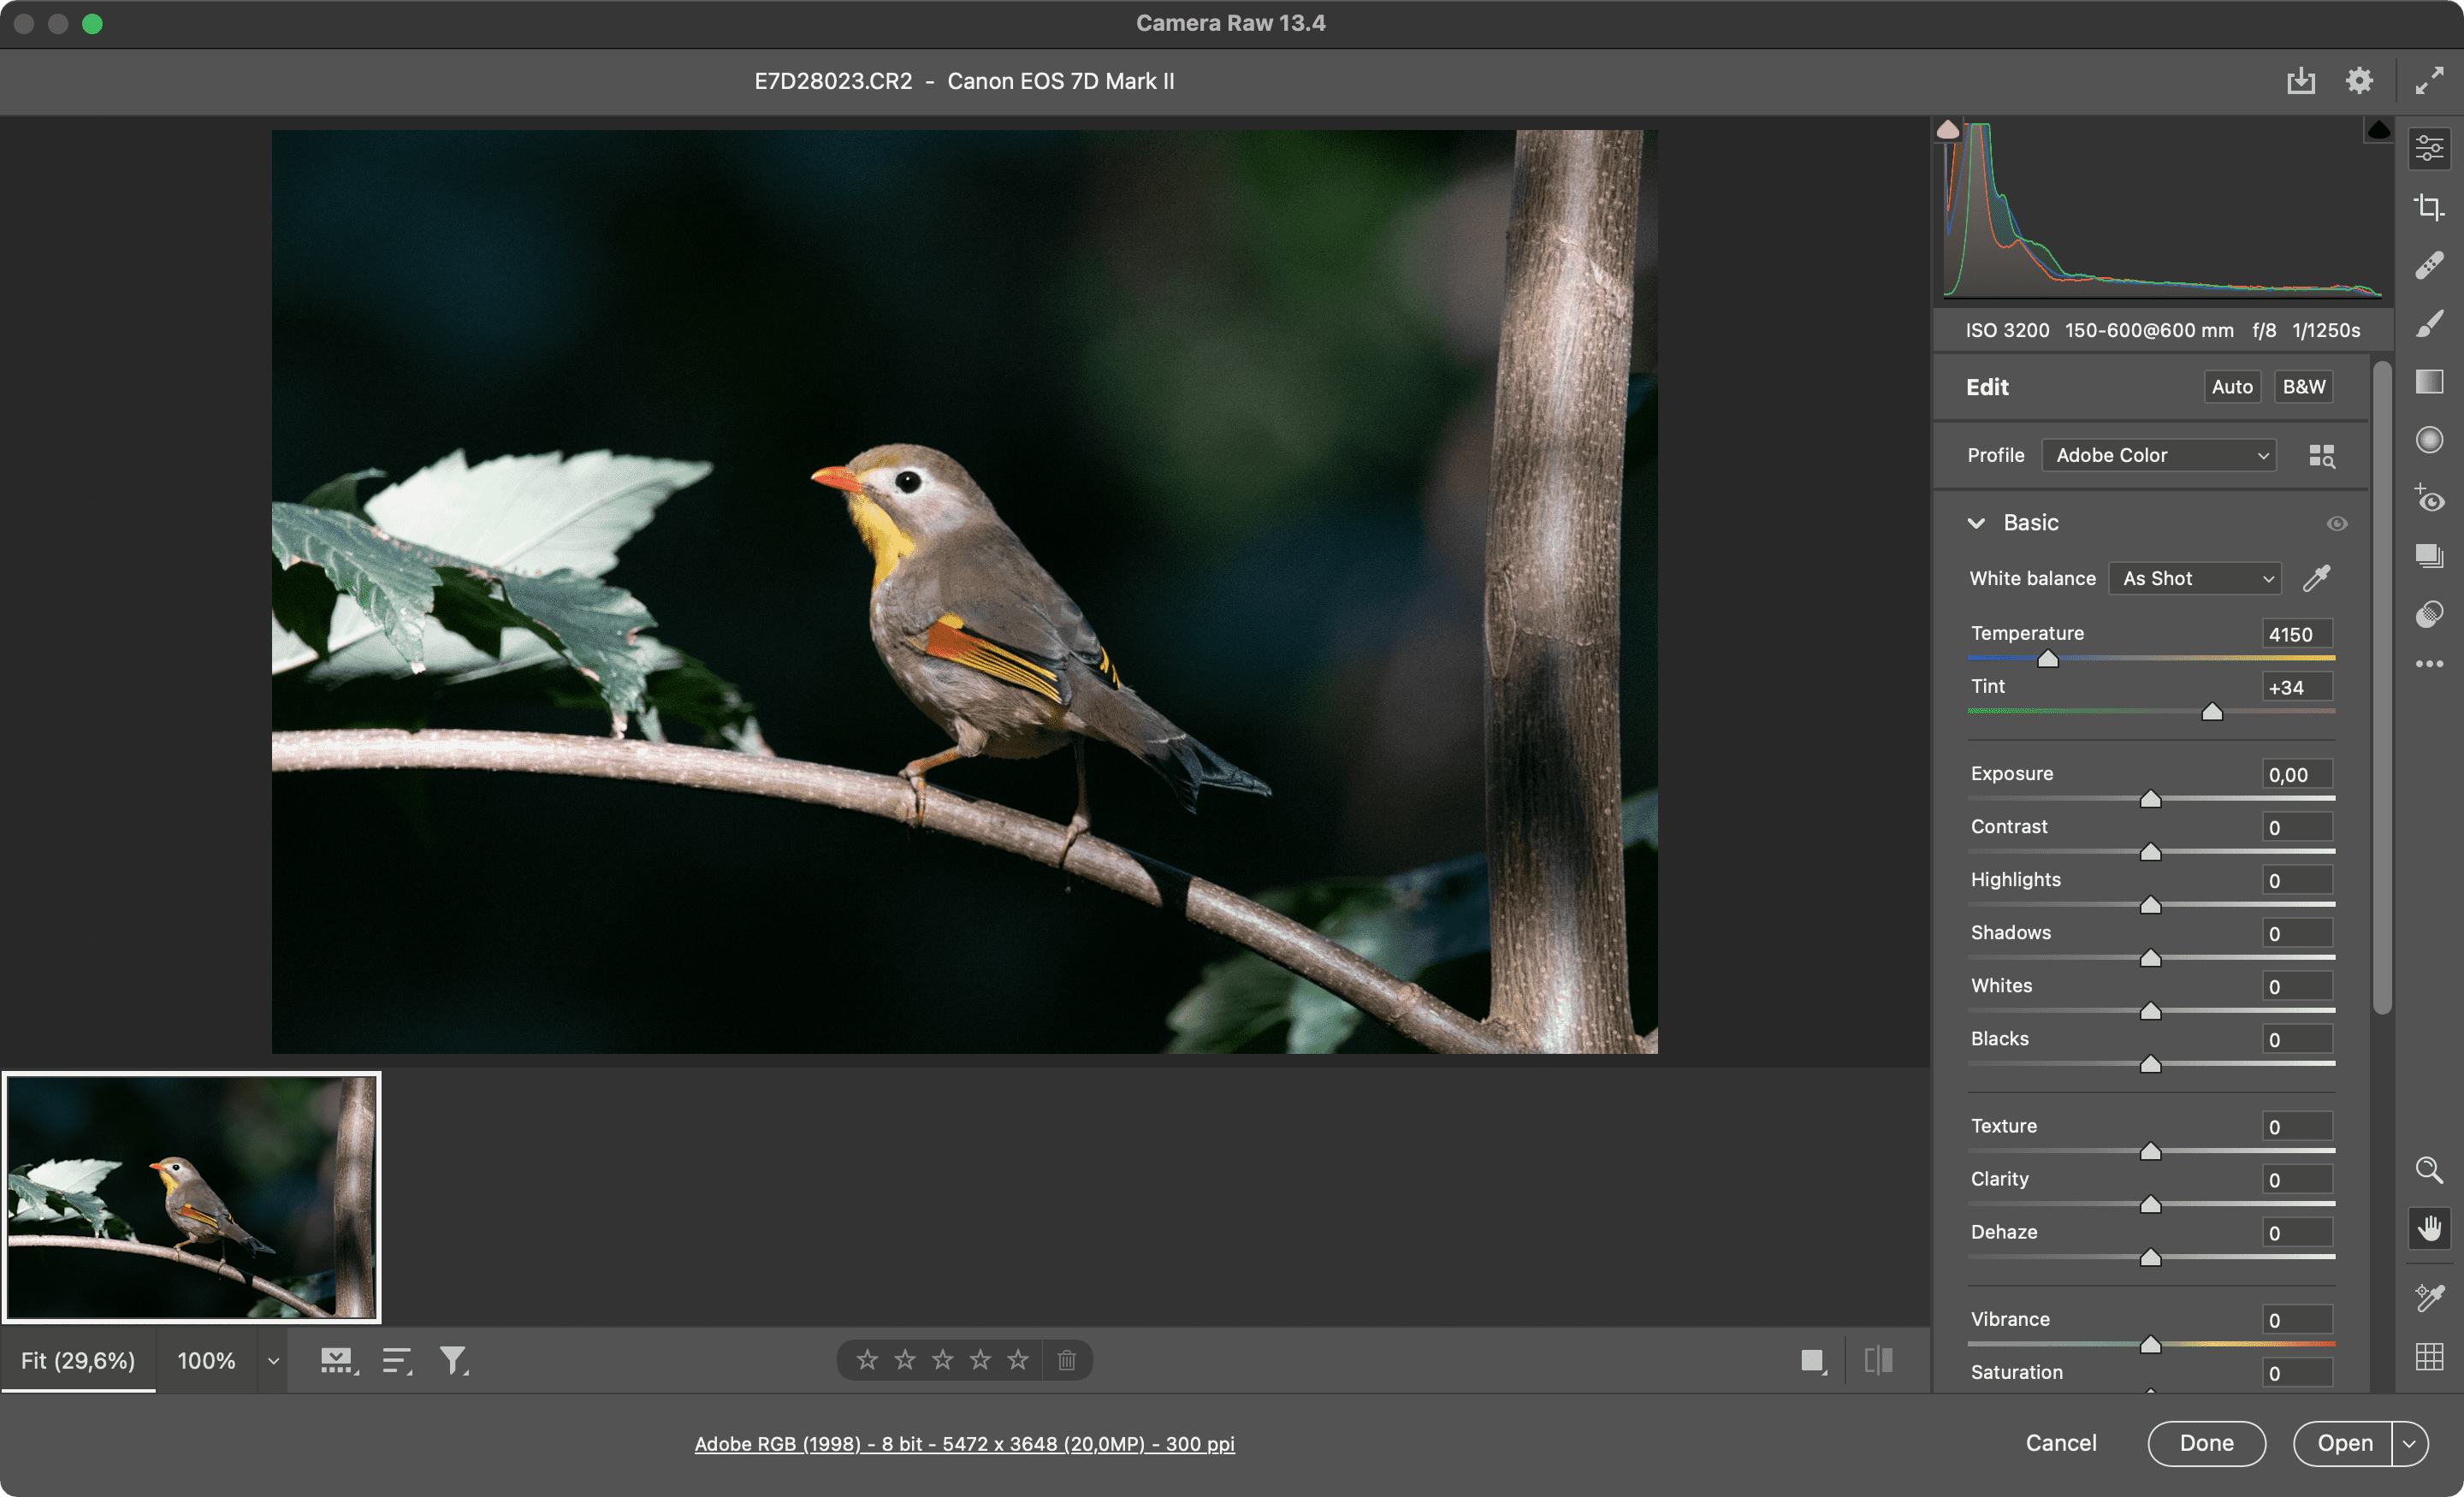 Camera Raw 13.4
E7D28023.CR2 - Canon EOS 7D Mark II
ISO 3200 150-600@600 mm f/8 1/1250s
Edit Auto B&W
Profile Adobe Color
Basic
White balance As Shot
Temperature 4150
Tint +34
Exposure 0,00
Contrast 0
Highlights 0
Shadows 0
Whites 0
Blacks 0
Texture 0
Clarity 0
Dehaze 0
Vibrance 0
Saturation 0
Fit (29,6%) 100%
Adobe RGB (1998) - 8 bit - 5472 x 3648 (20,0MP) - 300 ppi
Cancel Done Open